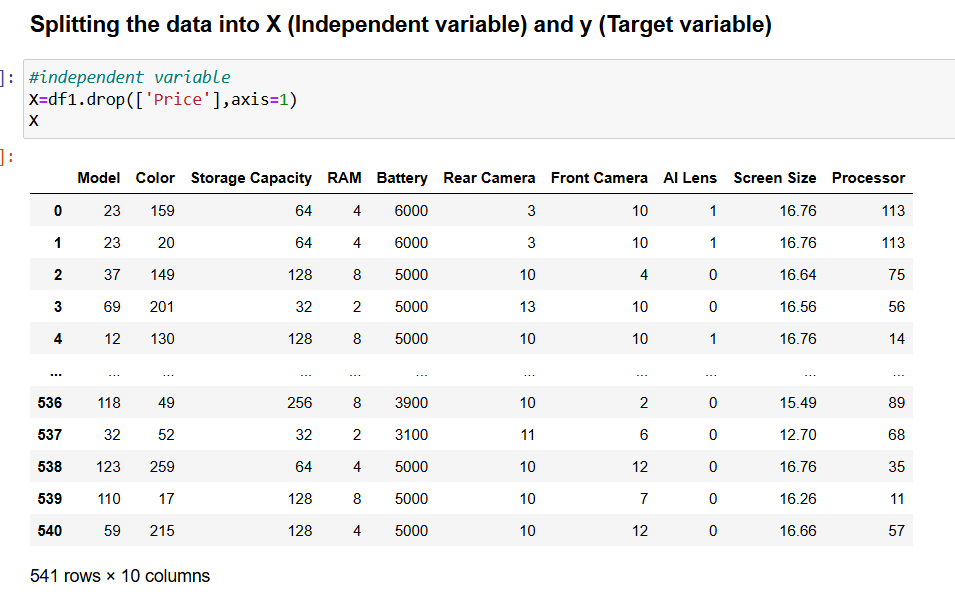 Splitting the data into X (Independent variable) and y (Target variable)
]: #independent variable
X=df1.drop(['Price'],axis=1)
X
]:
Model Color Storage Capacity RAM Battery Rear Camera Front Camera AI Lens Screen Size Processor
0 23 159 64 4 6000 3 10 1 16.76 113
1 23 20 64 4 6000 3 10 1 16.76 113
2 37 149 128 8 5000 10 4 0 16.64 75
3 69 201 32 2 5000 13 10 0 16.56 56
4 12 130 128 8 5000 10 10 1 16.76 14
... ... ... ... ... ... ... ... ... ... ...
536 118 49 256 8 3900 10 2 0 15.49 89
537 32 52 32 2 3100 11 6 0 12.70 68
538 123 259 64 4 5000 10 12 0 16.76 35
539 110 17 128 8 5000 10 7 0 16.26 11
540 59 215 128 4 5000 10 12 0 16.66 57
541 rows × 10 columns